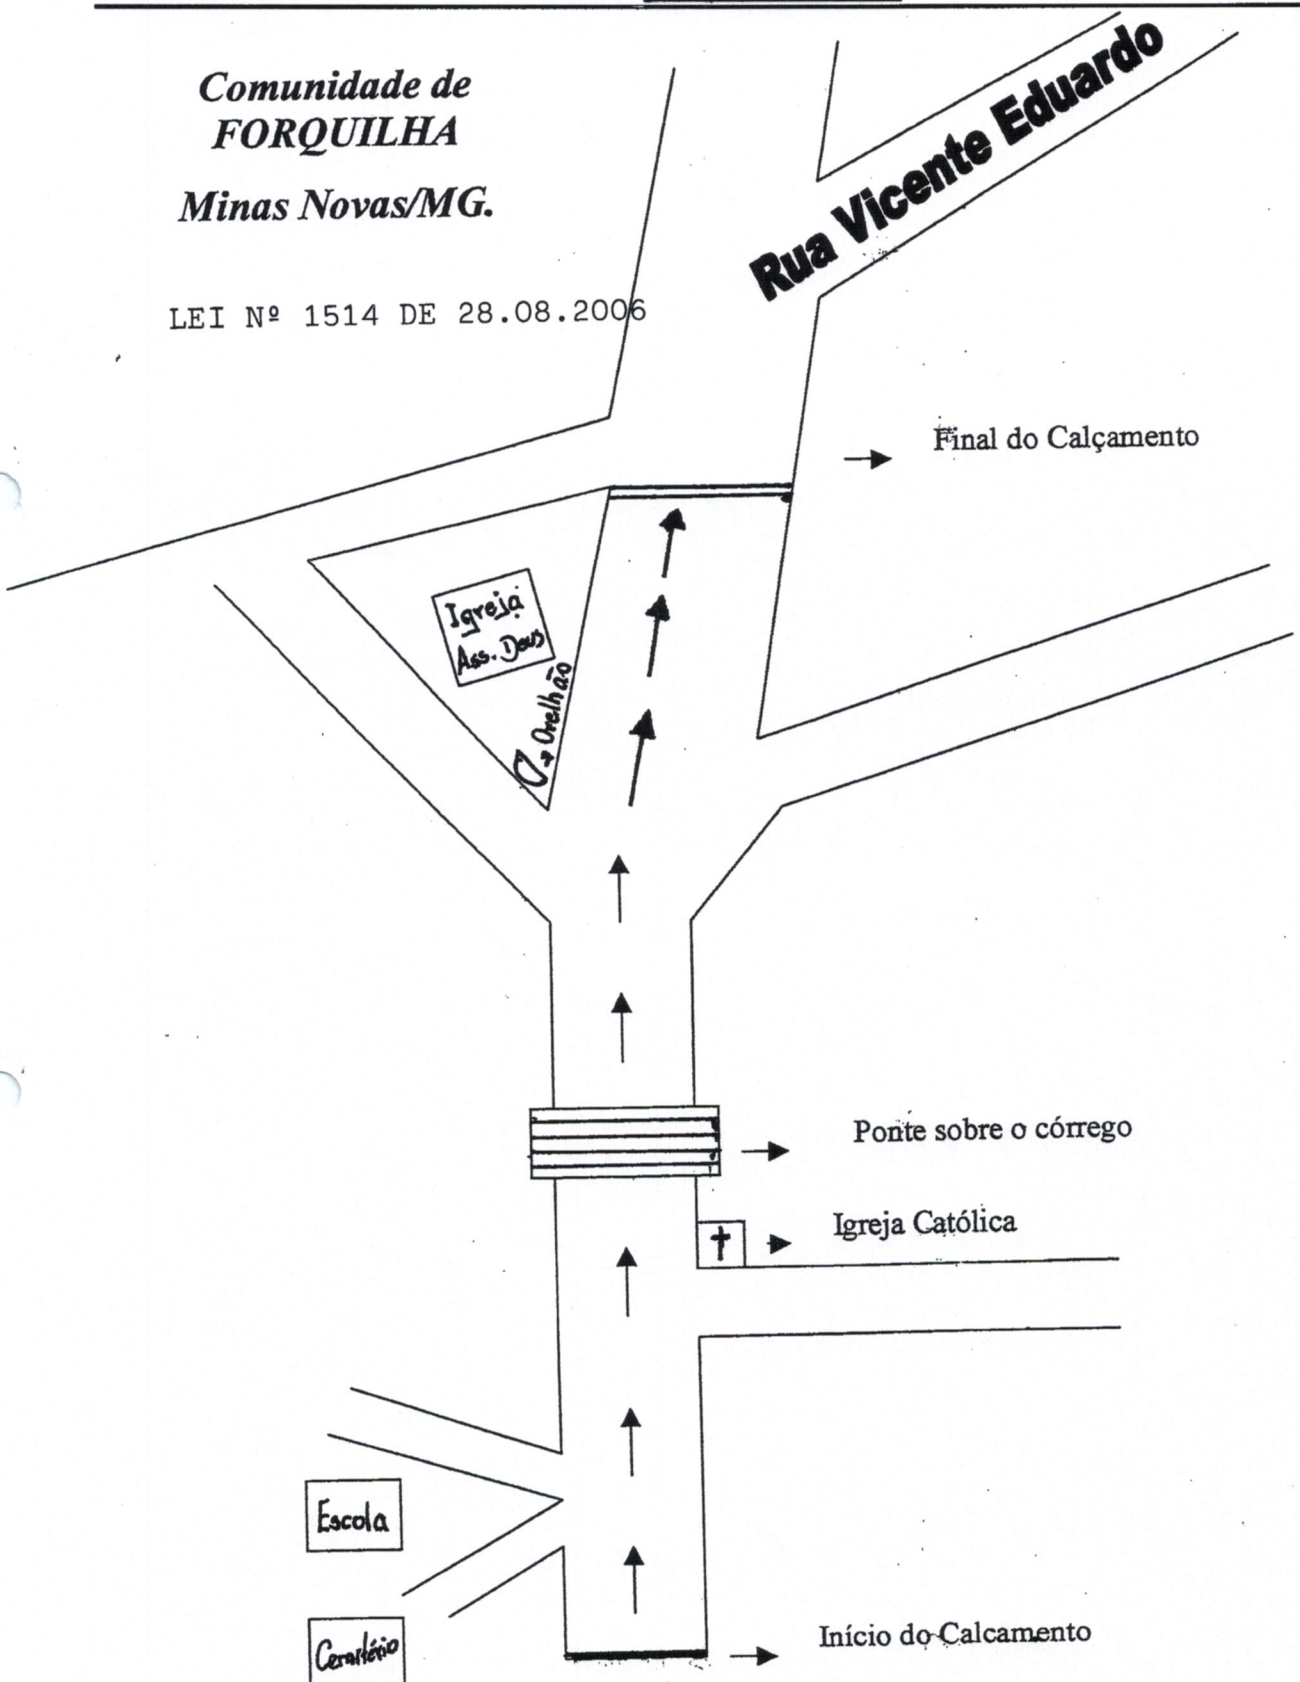 Comunidade de
FORQUILHA
Minas Novas/MG.
LEI Nº 1514 DE 28.08.2006
Rua Vicente Eduardo
Final do Calçamento
Igreja
Ass. Deus
Orelhão
Ponte sobre o córrego
Igreja Católica
Escola
Cemitério
Início do Calcamento